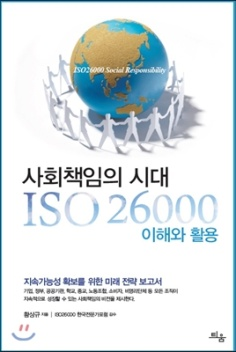 ISO26000 Social Responsibility
사회책임의 시대
ISO 26000
이해와 활용
지속가능성 확보를 위한 미래 전략 보고서
기업, 정부, 공공기관, 학교, 종교, 노동조합, 소비자, 비영리단체 등 모든 조직이
지속적으로 성장할 수 있는 사회책임의 비전을 제시한다.
황상규 지음 | ISO26000 한국전문가포럼 감수
틔움
yes24